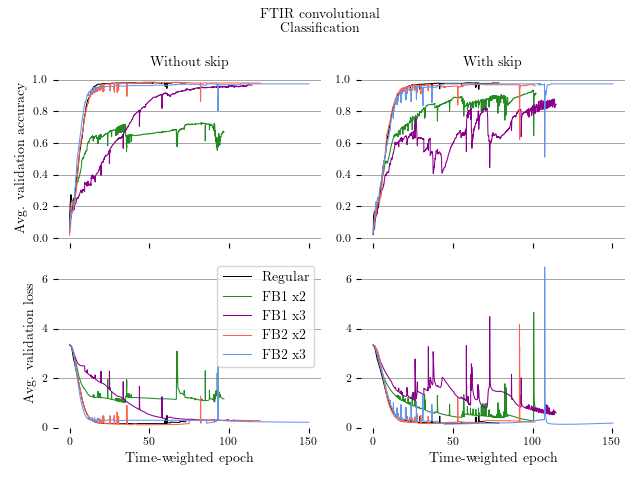 FTIR convolutional
Classification
Without skip
With skip
Avg. validation accuracy
1.0
0.8
0.6
0.4
0.2
0.0
1.0
0.8
0.6
0.4
0.2
0.0
Avg. validation loss
6
4
2
0
6
4
2
0
Regular
FB1 x2
FB1 x3
FB2 x2
FB2 x3
0
50
100
150
0
50
100
150
Time-weighted epoch
Time-weighted epoch